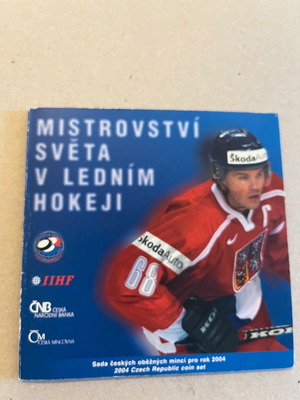 MISTROVSTVÍ
SVĚTA
V LEDNÍM
HOKEJI
ŠkodaAuto
ŠkodaAuto
68
IIHF
ČNB ČESKÁ
NÁRODNÍ BANKA
ČM
ČESKÁ MINCOVNA
Sada českých oběžných mincí pro rok 2004
2004 Czech Republic coin set